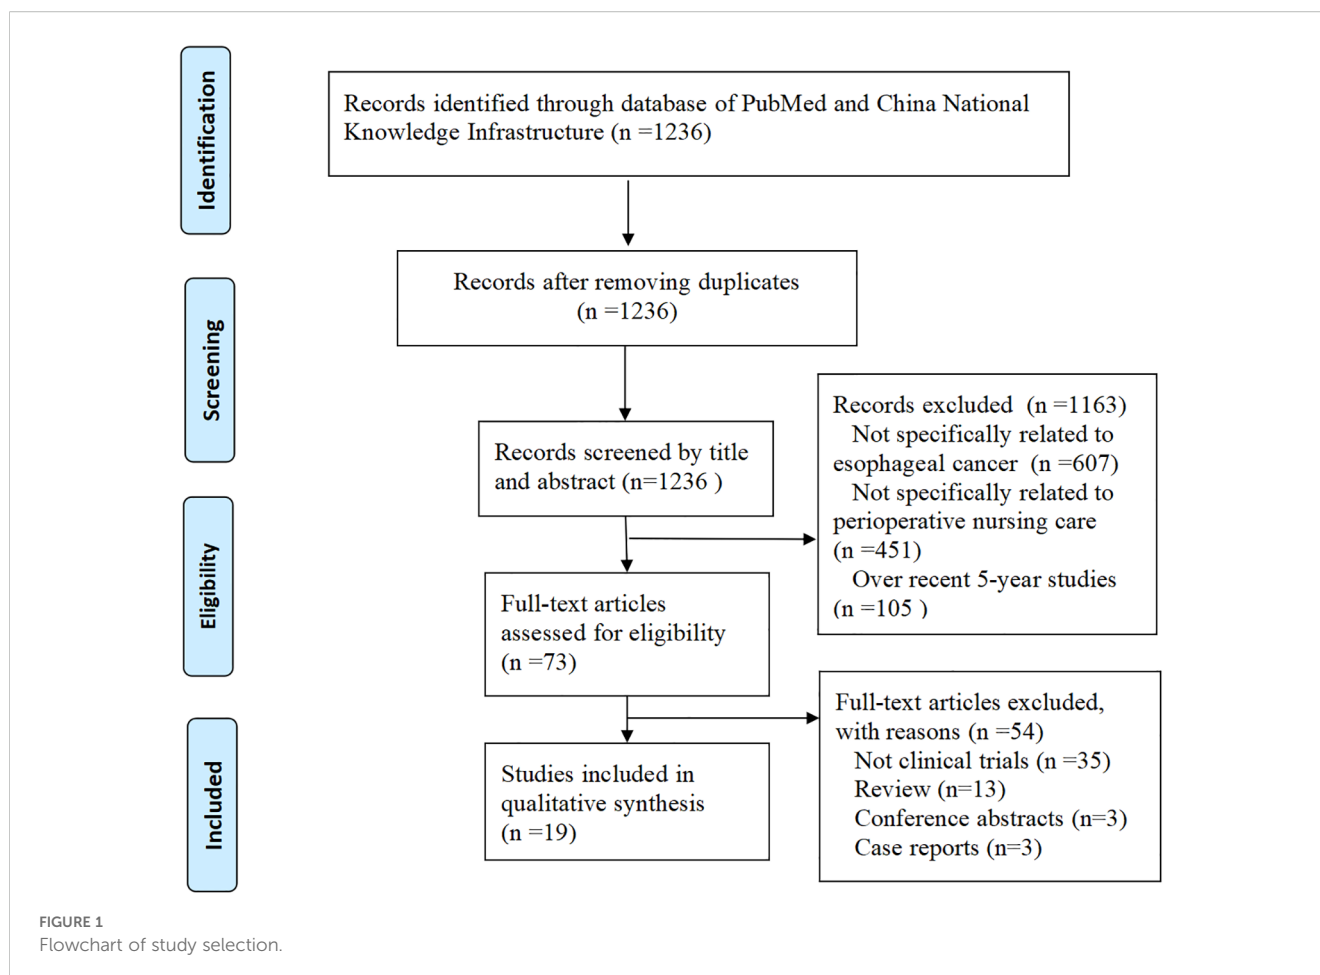 Identification
Records identified through database of PubMed and China National
Knowledge Infrastructure (n =1236)
Screening
Records after removing duplicates
(n =1236)
Records screened by title
and abstract (n=1236 )
Records excluded (n =1163)
Not specifically related to
esophageal cancer (n =607)
Not specifically related to
perioperative nursing care
(n =451)
Over recent 5-year studies
(n =105 )
Eligibility
Full-text articles
assessed for eligibility
(n =73)
Full-text articles excluded,
with reasons (n =54)
Not clinical trials (n =35)
Review (n=13)
Conference abstracts (n=3)
Case reports (n=3)
Included
Studies included in
qualitative synthesis
(n =19)
FIGURE 1
Flowchart of study selection.